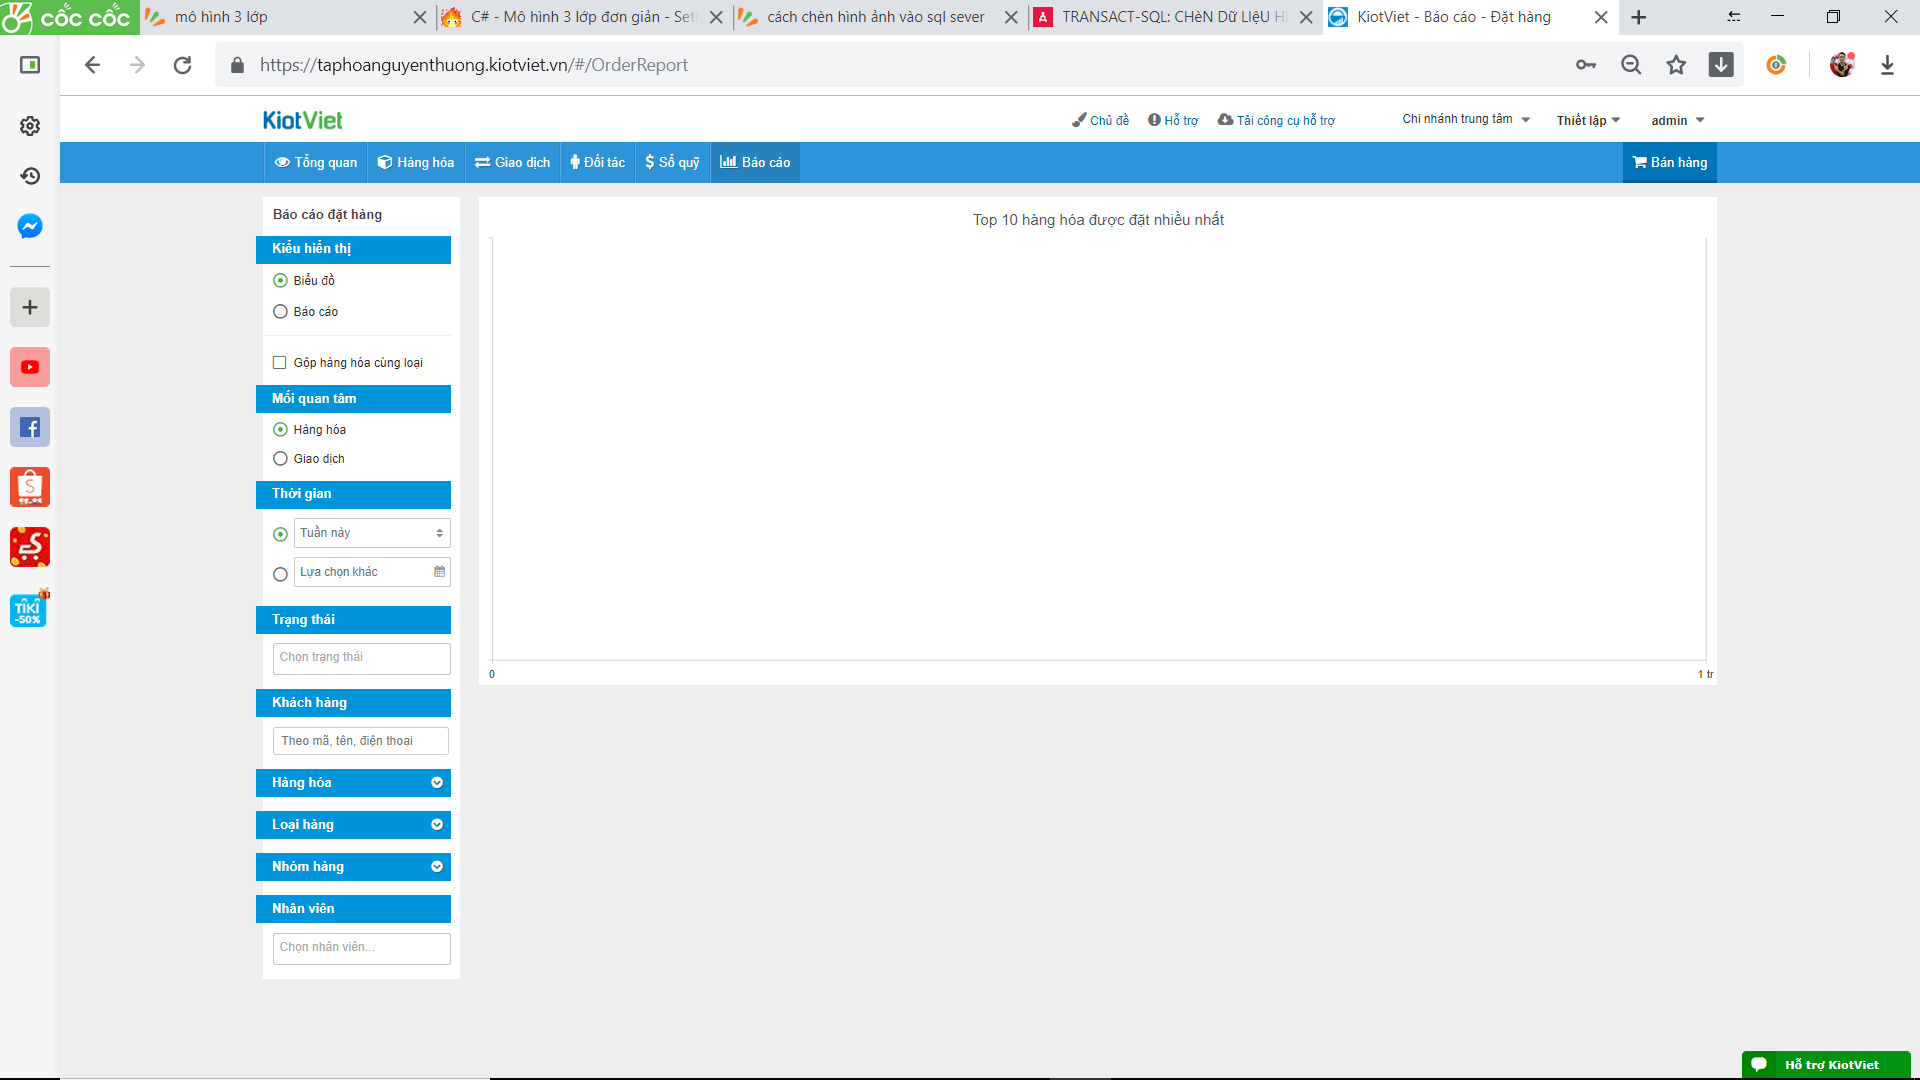 cốc cốc
mô hình 3 lớp
C# - Mô hình 3 lớp đơn giản - Set
cách chèn hình ảnh vào sql sever
TRANSACT-SQL: CHèN Dữ LIệU H
KiotViet - Báo cáo - Đặt hàng
https://taphoanguyenthuong.kiotviet.vn/#/OrderReport
KiotViet
Chủ đề
Hỗ trợ
Tải công cụ hỗ trợ
Chi nhánh trung tâm
Thiết lập
admin
Tổng quan
Hàng hóa
Giao dịch
Đối tác
Sổ quỹ
Báo cáo
Bán hàng
Báo cáo đặt hàng
Kiểu hiển thị
Biểu đồ
Báo cáo
Gộp hàng hóa cùng loại
Mối quan tâm
Hàng hóa
Giao dịch
Thời gian
Tuần này
Lựa chọn khác
Trạng thái
Chọn trạng thái
Khách hàng
Theo mã, tên, điện thoại
Hàng hóa
Loại hàng
Nhóm hàng
Nhân viên
Chọn nhân viên...
Top 10 hàng hóa được đặt nhiều nhất
0
1 tr
TIKI
-50%
Hỗ trợ KiotViet